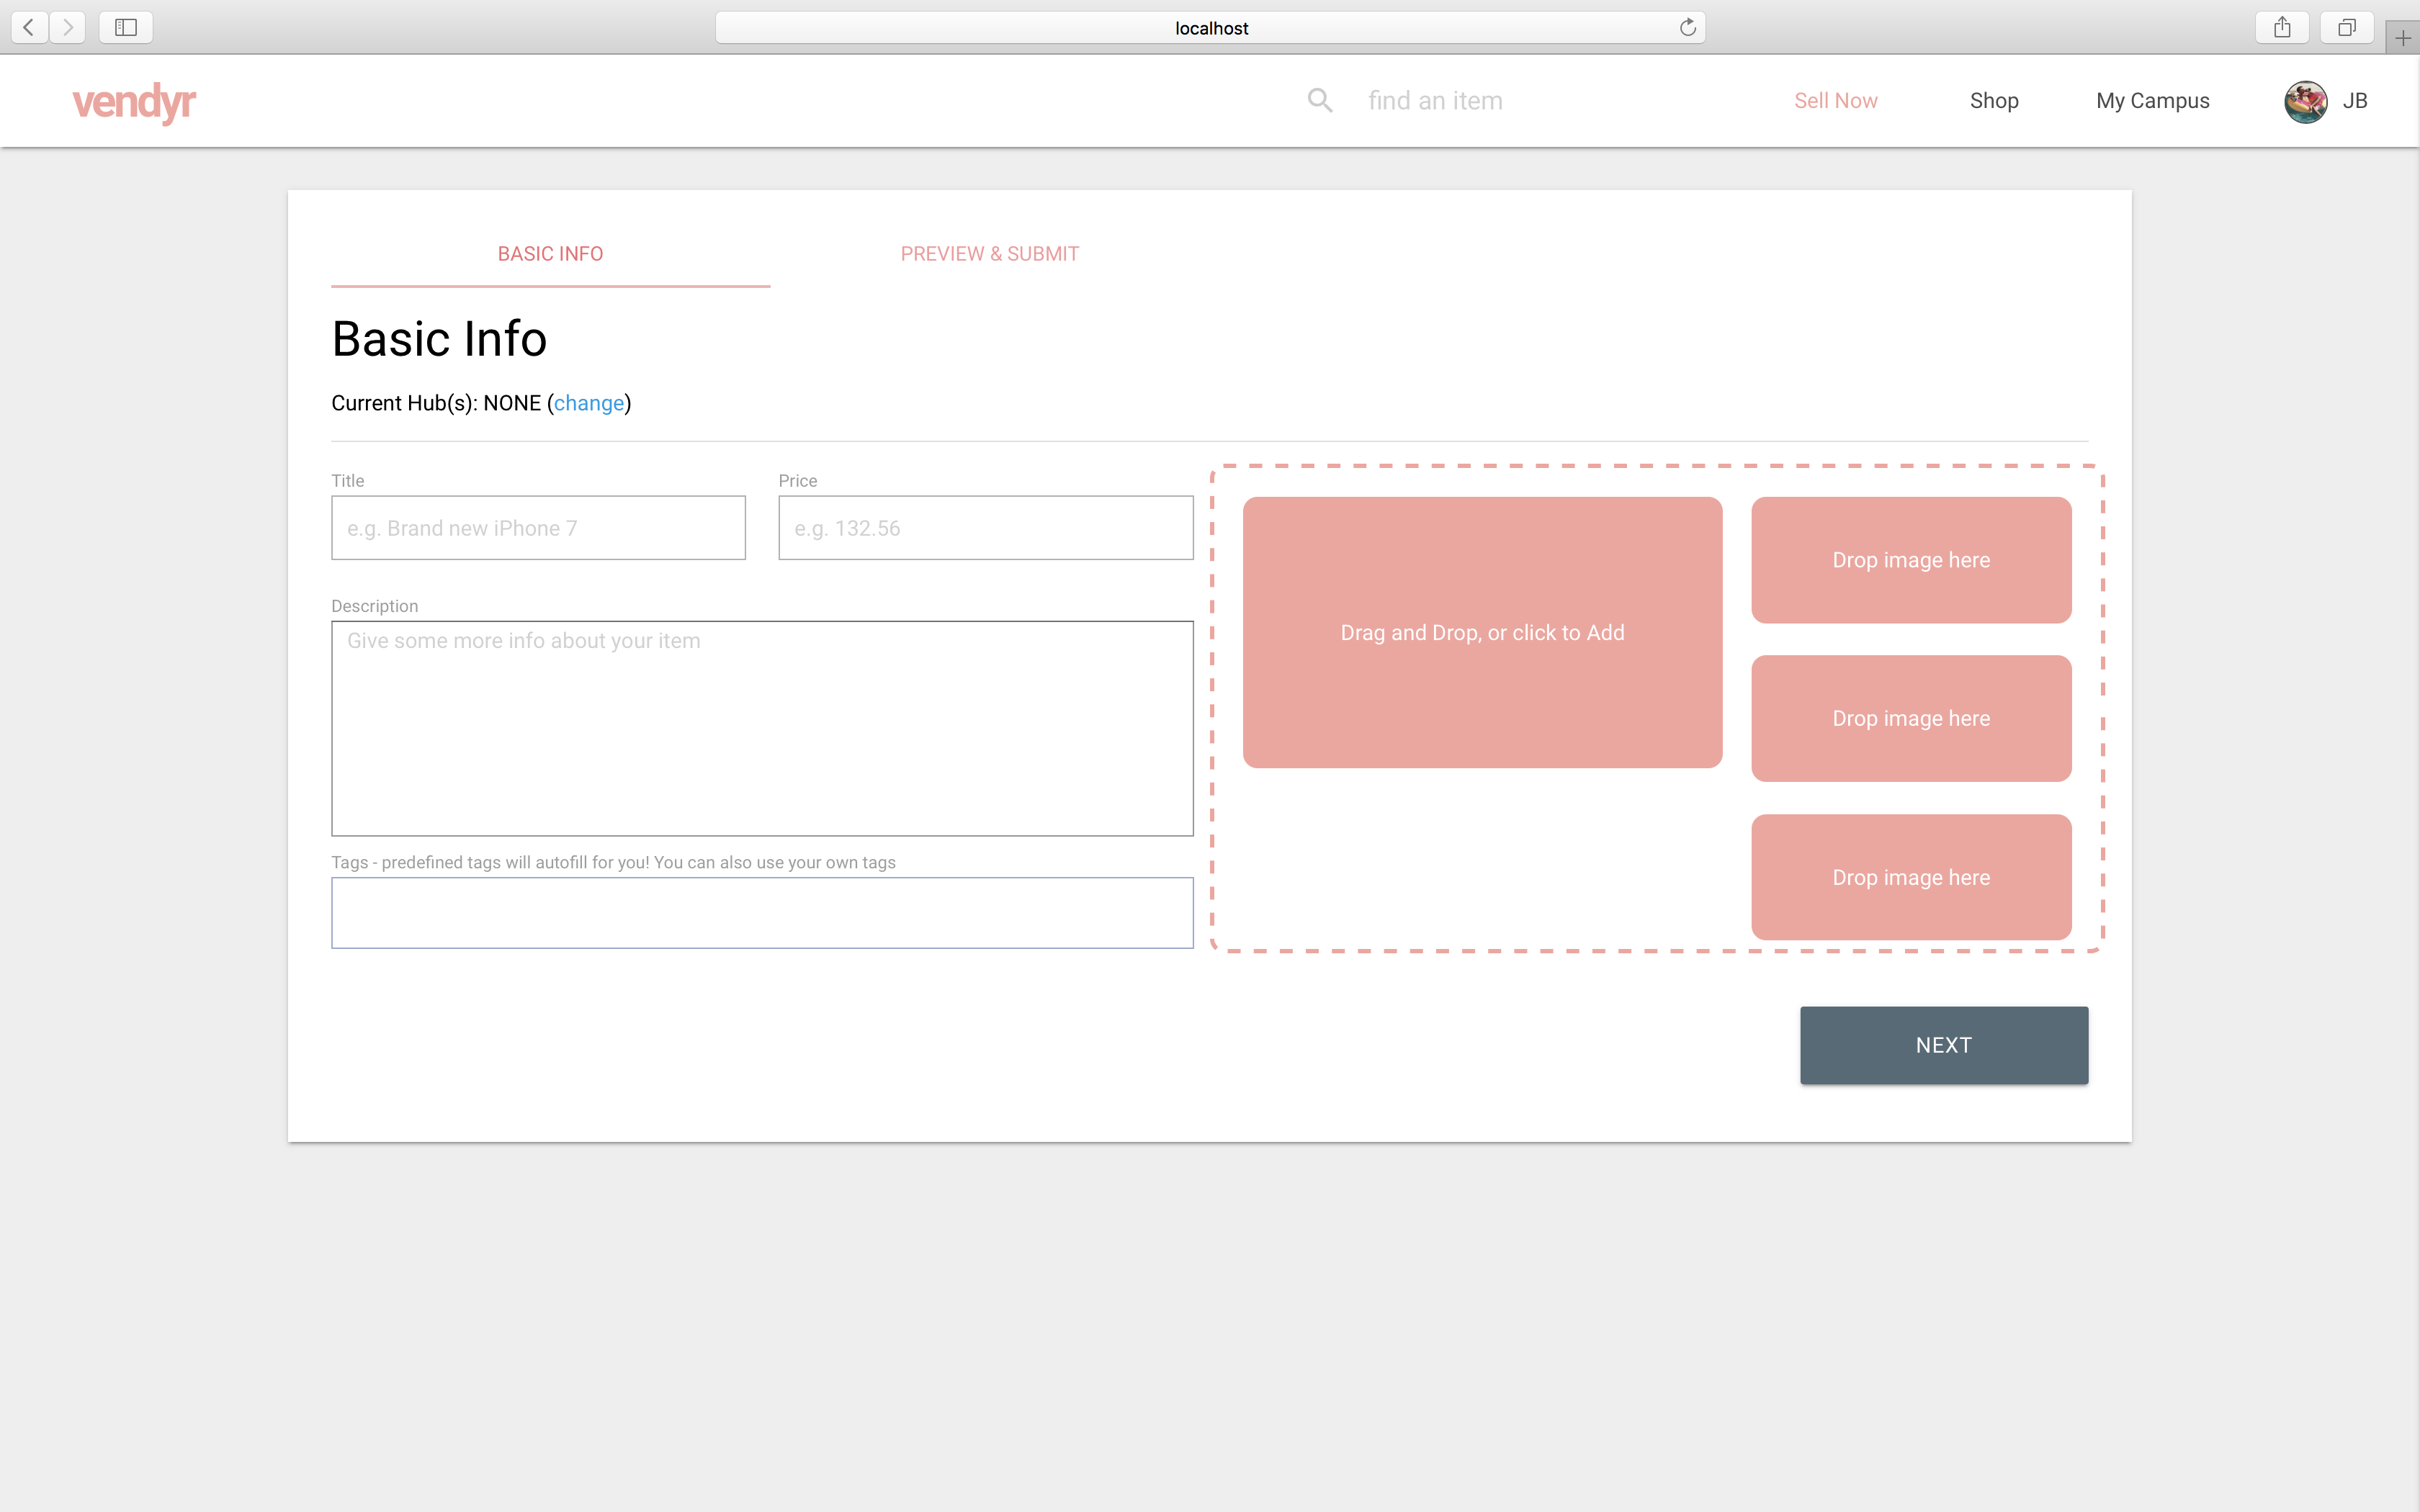 localhost
vendyr
find an item
Sell Now
Shop
My Campus
JB
BASIC INFO
PREVIEW & SUBMIT
Basic Info
Current Hub(s): NONE (change)
Title
Price
e.g. Brand new iPhone 7
e.g. 132.56
Description
Give some more info about your item
Tags - predefined tags will autofill for you! You can also use your own tags
Drag and Drop, or click to Add
Drop image here
Drop image here
Drop image here
NEXT